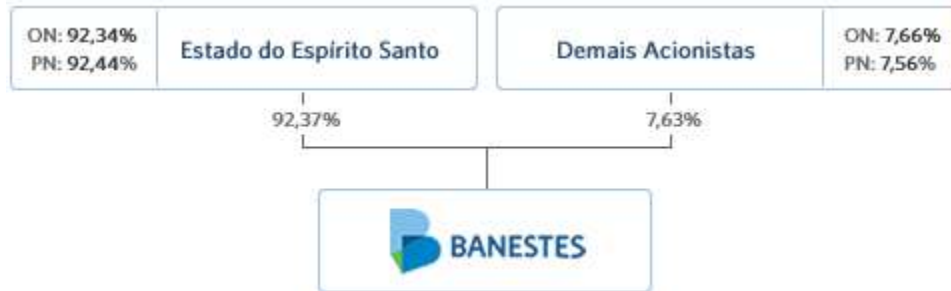 ON: 92,34%
PN: 92,44%
Estado do Espírito Santo
Demais Acionistas
ON: 7,66%
PN: 7,56%
92,37%
7,63%
BANESTES